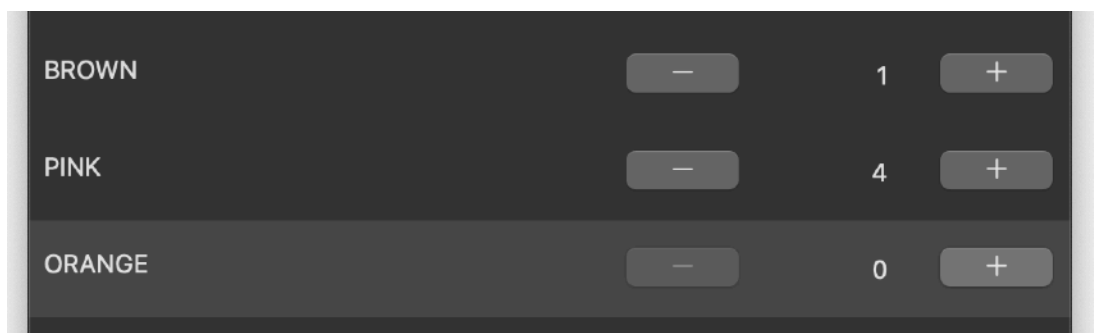 BROWN − 1 +
PINK − 4 +
ORANGE − 0 +